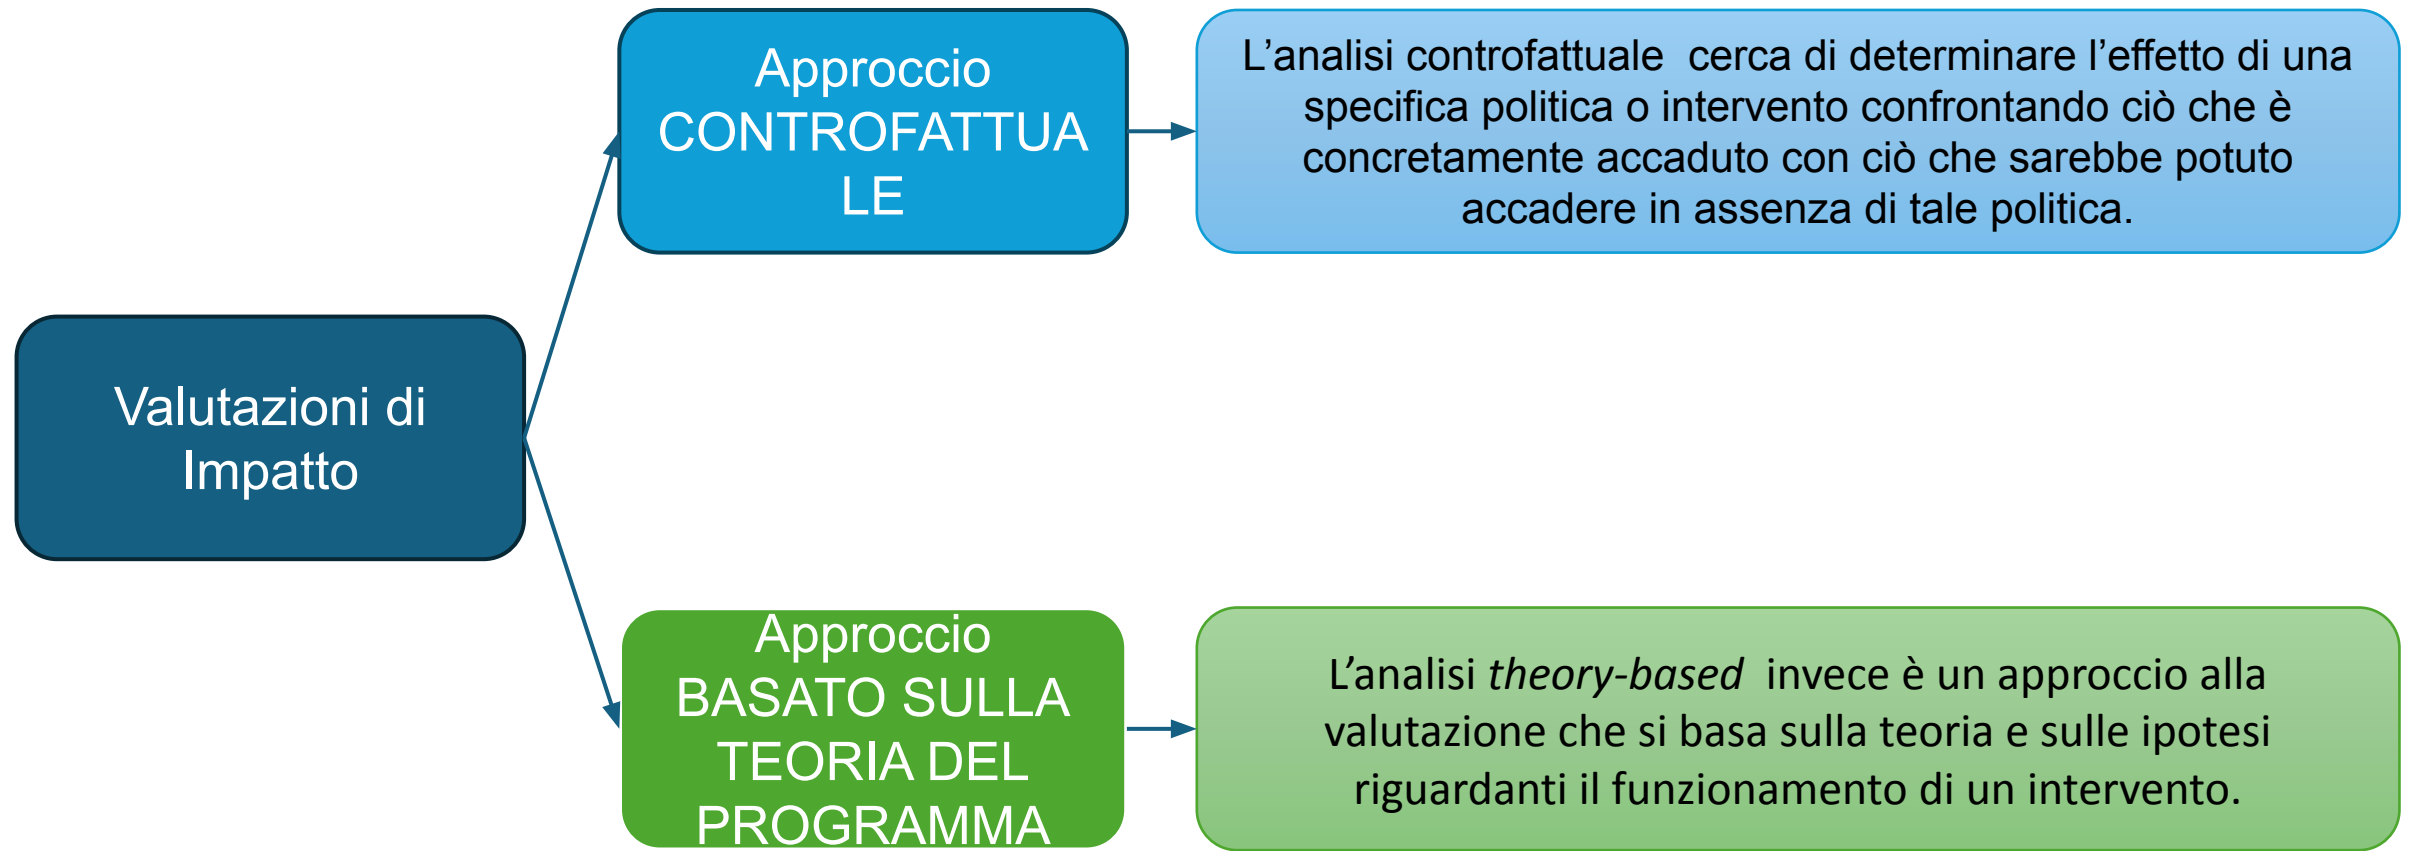 Approccio
CONTROFATTUA
LE
L’analisi controfattuale  cerca di determinare l’effetto di una
specifica politica o intervento confrontando ciò che è
concretamente accaduto con ciò che sarebbe potuto
accadere in assenza di tale politica.
Valutazioni di
Impatto
Approccio
BASATO SULLA
TEORIA DEL
PROGRAMMA
L’analisi theory-based  invece è un approccio alla
valutazione che si basa sulla teoria e sulle ipotesi
riguardanti il funzionamento di un intervento.